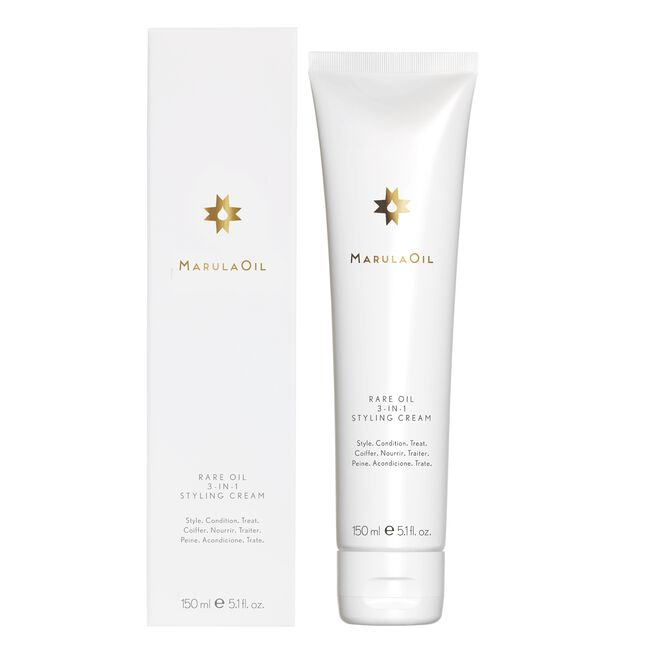 MARULAOIL
RARE OIL
3-IN-1
STYLING CREAM
Style. Condition. Treat.
Coiffer. Nourrir. Traiter.
Peine. Acondicione. Trate.
150 ml e 5.1 fl. oz.
MARULAOIL
RARE OIL
3-IN-1
STYLING CREAM
Style. Condition. Treat.
Coiffer. Nourrir. Traiter.
Peine. Acondicione. Trate.
150 ml e 5.1 fl. oz.